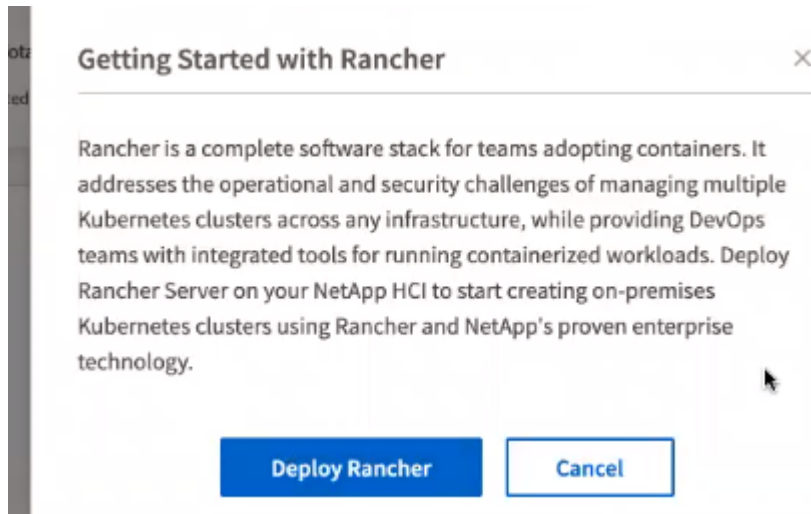 Getting Started with Rancher
Rancher is a complete software stack for teams adopting containers. It
addresses the operational and security challenges of managing multiple
Kubernetes clusters across any infrastructure, while providing DevOps
teams with integrated tools for running containerized workloads. Deploy
Rancher Server on your NetApp HCI to start creating on-premises
Kubernetes clusters using Rancher and NetApp's proven enterprise
technology.
Deploy Rancher Cancel